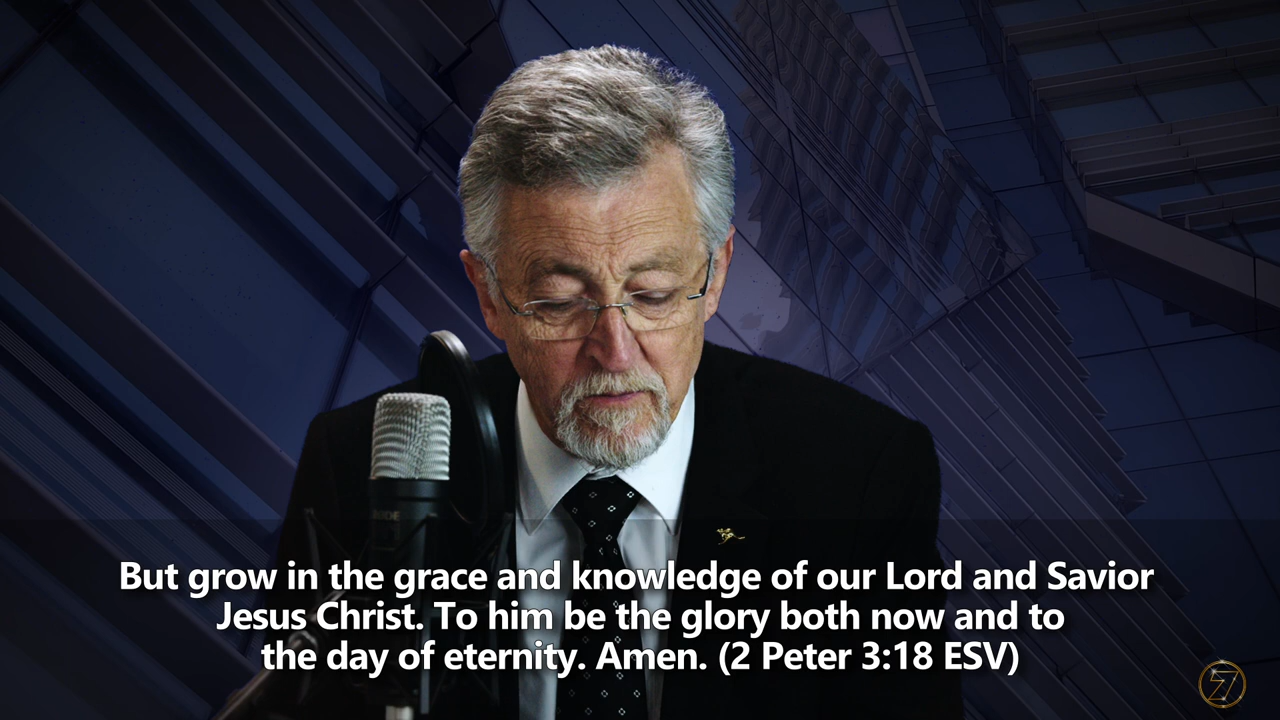 But grow in the grace and knowledge of our Lord and Savior
Jesus Christ. To him be the glory both now and to
the day of eternity. Amen. (2 Peter 3:18 ESV)